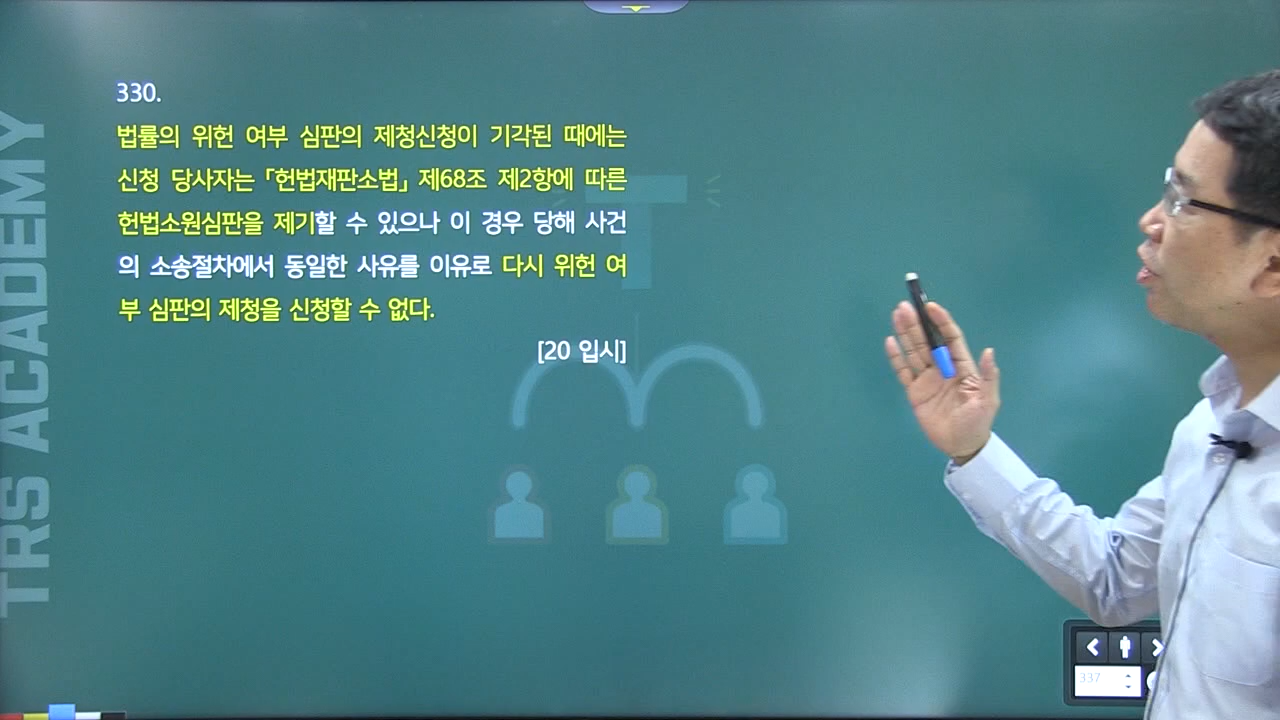 330.
법률의 위헌 여부 심판의 제청신청이 기각된 때에는
신청 당사자는 「헌법재판소법」 제68조 제2항에 따른
헌법소원심판을 제기할 수 있으나 이 경우 당해 사건
의 소송절차에서 동일한 사유를 이유로 다시 위헌 여
부 심판의 제청을 신청할 수 없다.
[20 입시]
TRS ACADEMY
337